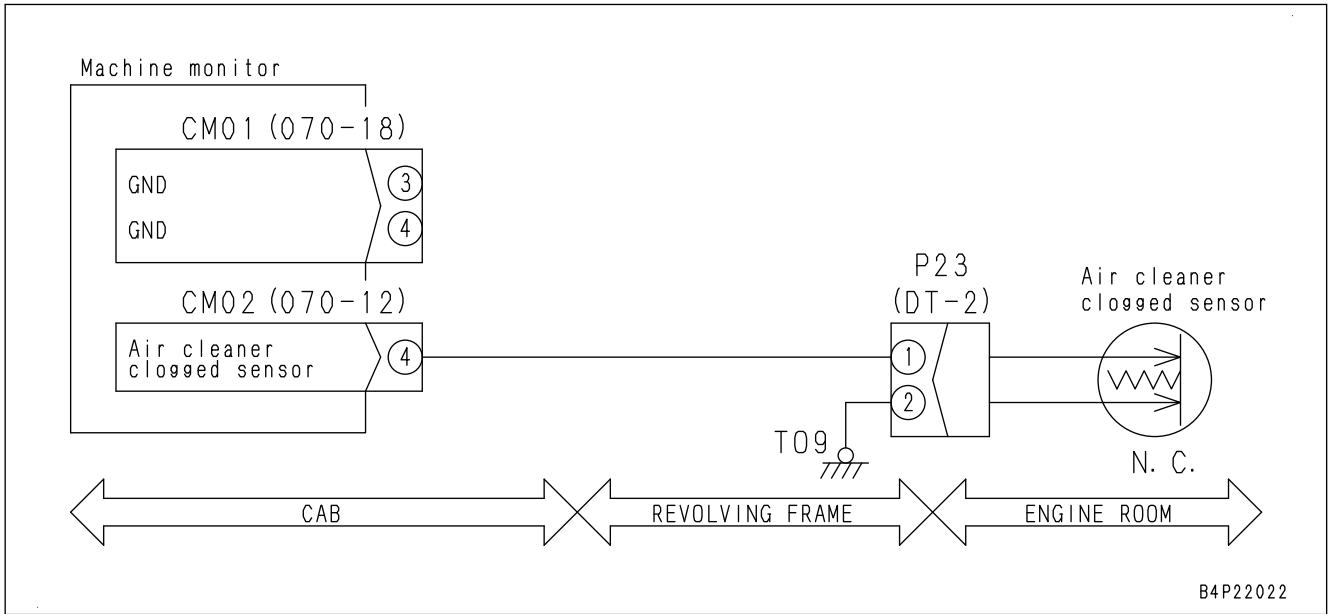 Machine monitor
CM01 (070-18)
GND
3
GND
4
CM02 (070-12)
Air cleaner
clogged sensor
4
P23
(DT-2)
1
2
T09
Air cleaner
clogged sensor
N. C.
CAB
REVOLVING FRAME
ENGINE ROOM
B4P22022